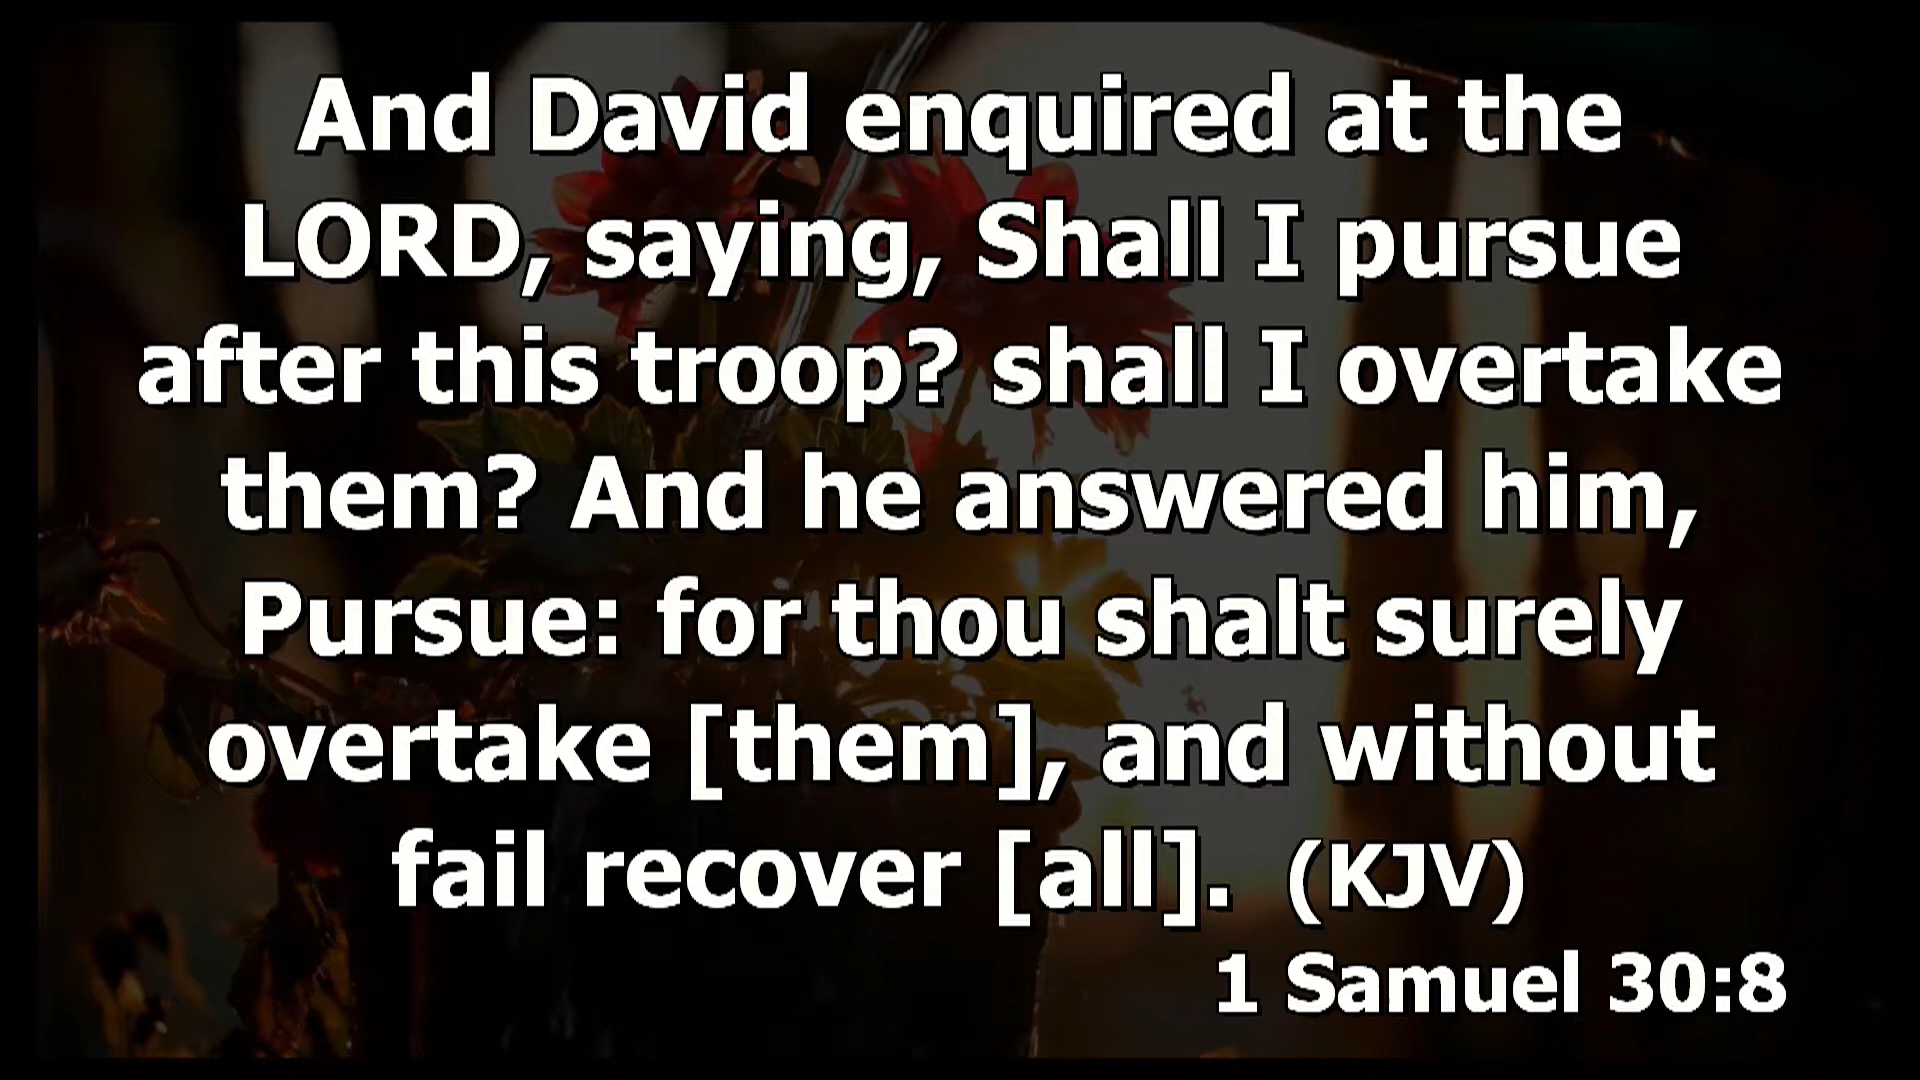 And David enquired at the
LORD, saying, Shall I pursue
after this troop? shall I overtake
them? And he answered him,
Pursue: for thou shalt surely
overtake [them], and without
fail recover [all]. (KJV)
1 Samuel 30:8